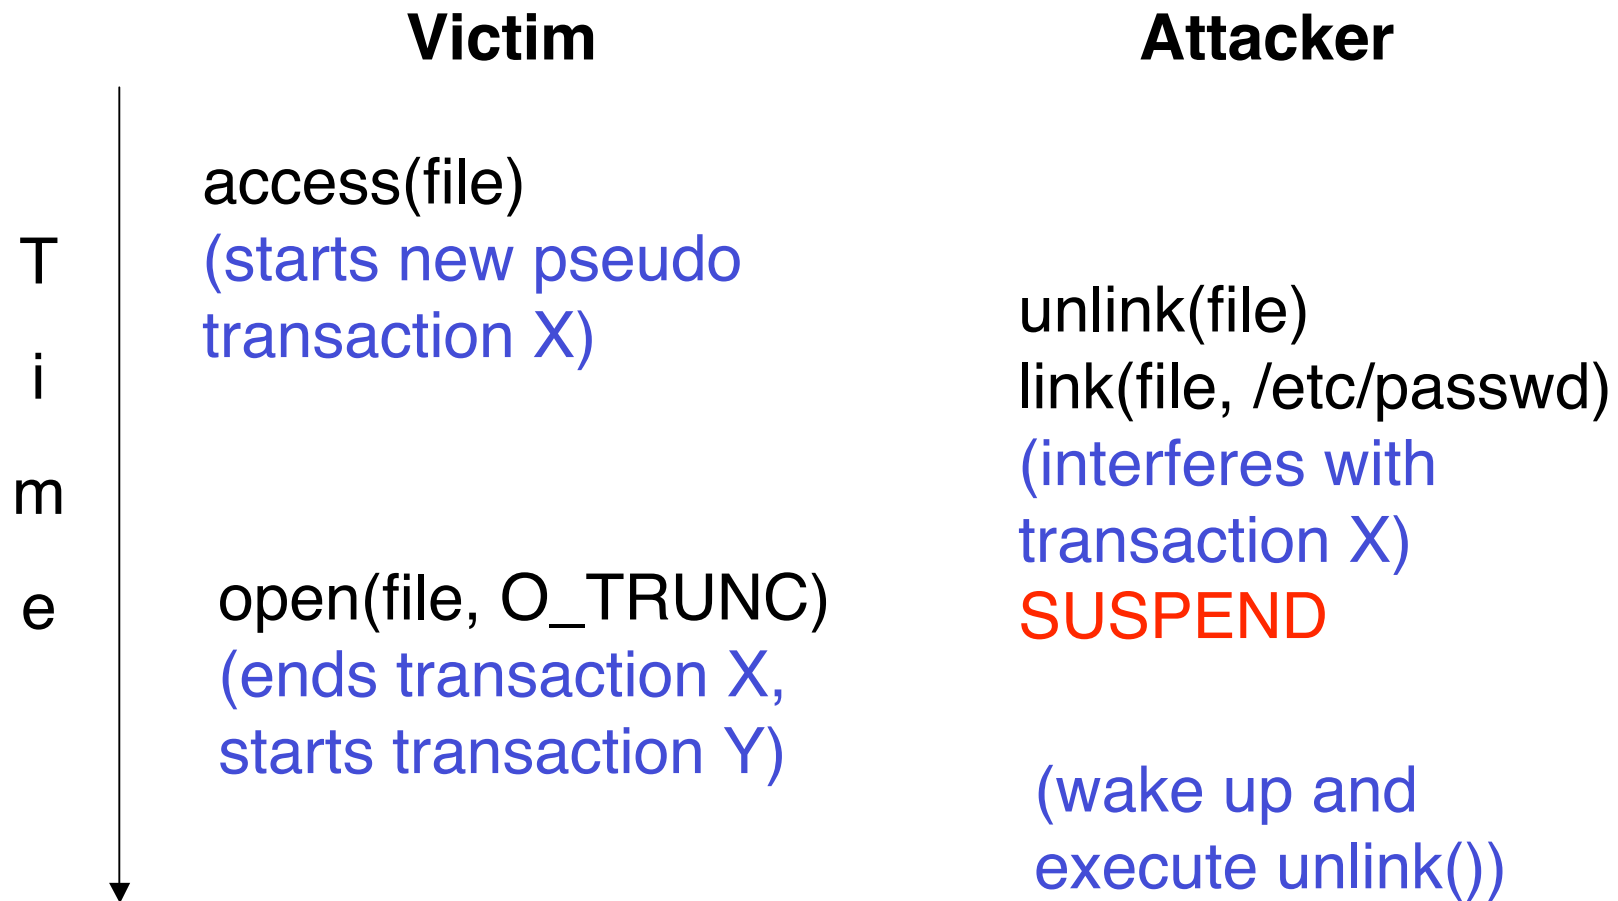 Victim
Attacker
Time
access(file)
(starts new pseudo
transaction X)
unlink(file)
link(file, /etc/passwd)
(interferes with
transaction X)
SUSPEND
open(file, O_TRUNC)
(ends transaction X,
starts transaction Y)
(wake up and
execute unlink())